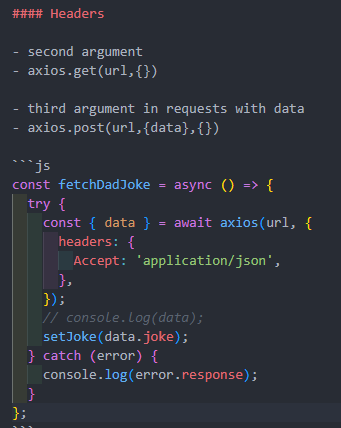 #### Headers
- second argument
- axios.get(url,{})
- third argument in requests with data
- axios.post(url,{data},{})
```js
const fetchDadJoke = async () => {
  try {
    const { data } = await axios(url, {
      headers: {
        Accept: 'application/json',
      },
    });
    // console.log(data);
    setJoke(data.joke);
  } catch (error) {
    console.log(error.response);
  }
};
```